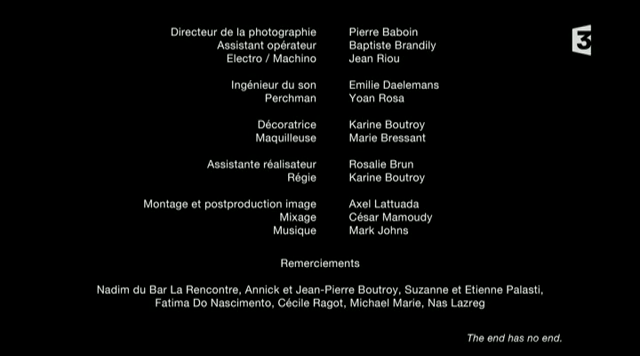 Directeur de la photographie Pierre Baboin
Assistant opérateur Baptiste Brandily
Electro / Machino Jean Riou
3
Ingénieur du son Emilie Daelemans
Perchman Yoan Rosa
Décoratrice Karine Boutroy
Maquilleuse Marie Bressant
Assistante réalisateur Rosalie Brun
Régie Karine Boutroy
Montage et postproduction image Axel Lattuada
Mixage César Mamoudy
Musique Mark Johns
Remerciements
Nadim du Bar La Rencontre, Annick et Jean-Pierre Boutroy, Suzanne et Etienne Palasti,
Fatima Do Nascimento, Cécile Ragot, Michael Marie, Nas Lazreg
The end has no end.